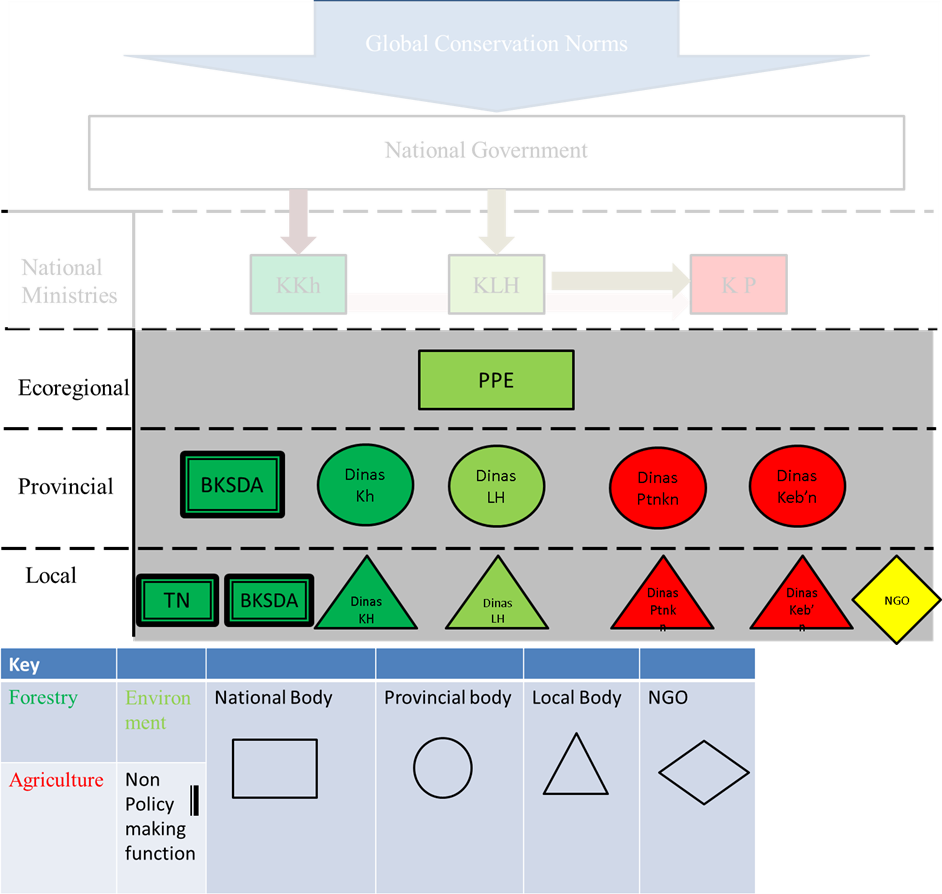 Global Conservation Norms
National Government
National
Ministries
KKh
KLH
K P
Ecoregional
PPE
Provincial
BKSDA
Dinas
Kh
Dinas
LH
Dinas
Ptnkn
Dinas
Keb'n
Local
TN
BKSDA
Dinas
KH
Dinas
LH
Dinas
Ptnk
n
Dinas
Keb'
n
NGO
Key
Forestry
Environ
ment
National Body
Provincial body
Local Body
NGO
Agriculture
Non
Policy
making
function